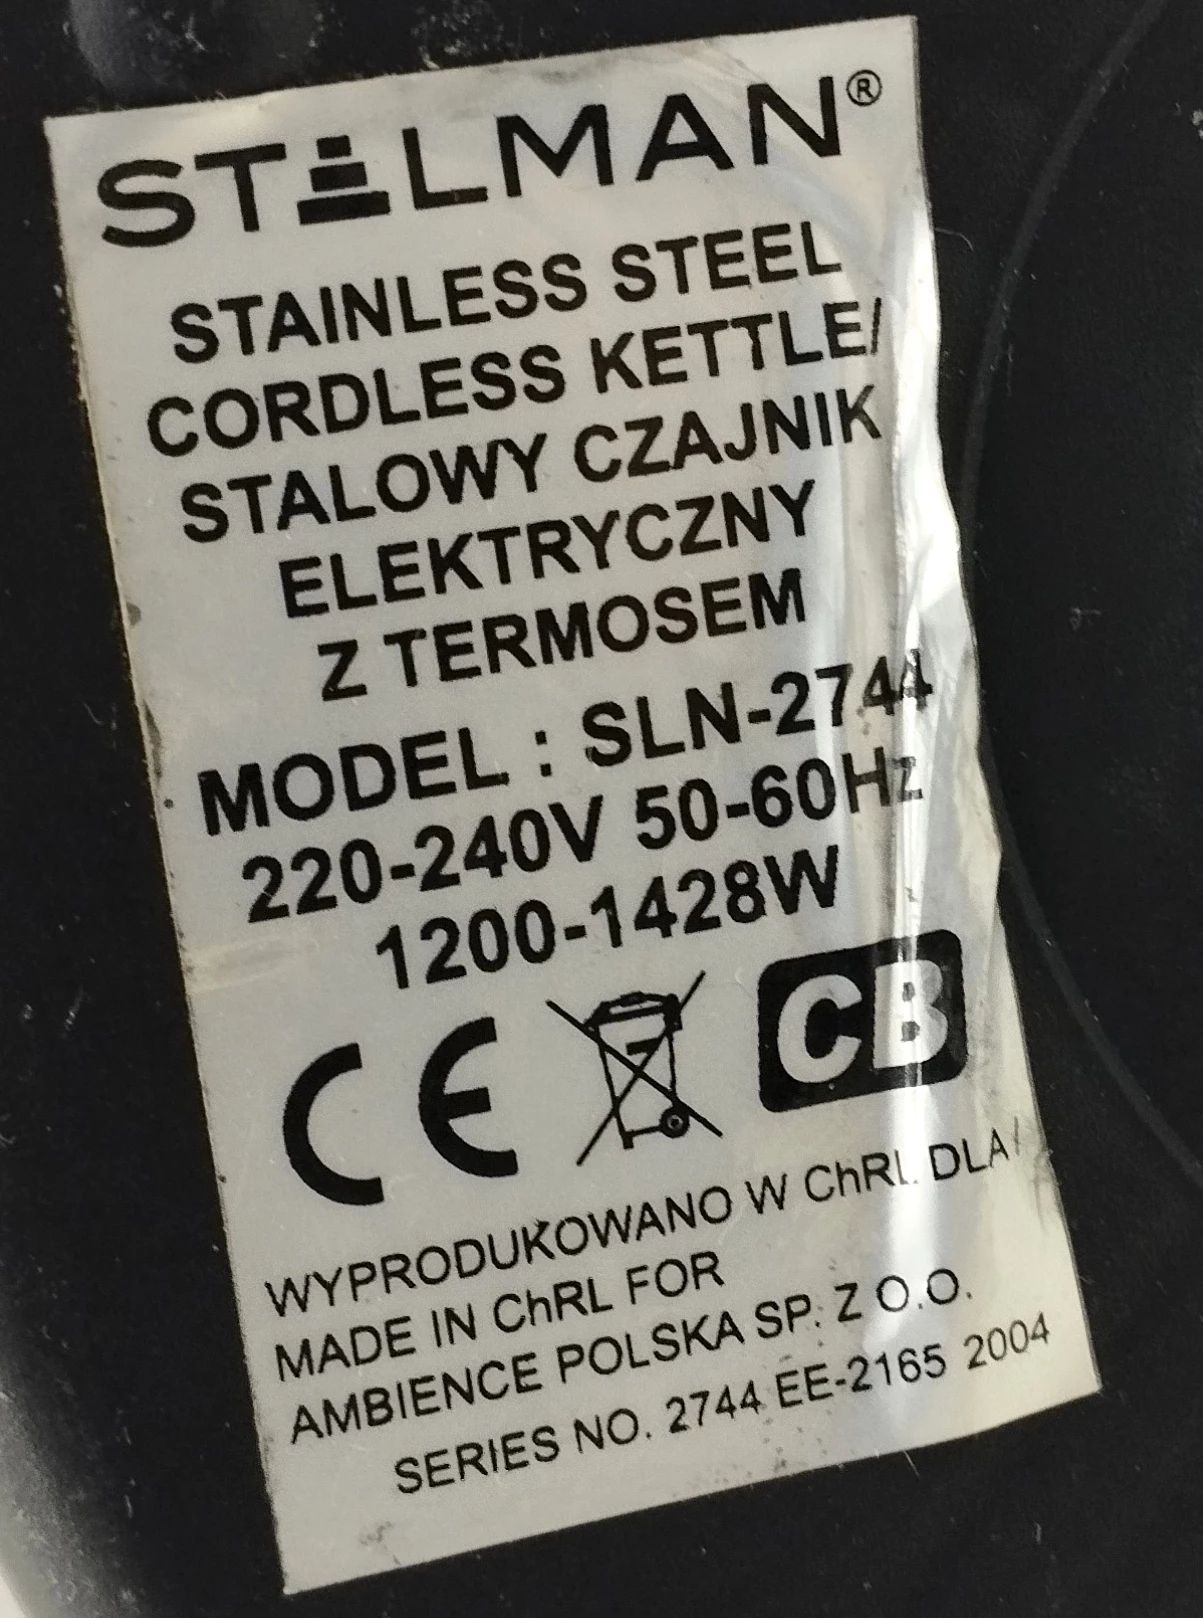 STELMAN®
STAINLESS STEEL
CORDLESS KETTLE/
STALOWY CZAJNIK
ELEKTRYCZNY
Z TERMOSEM
MODEL : SLN-2744
220-240V 50-60Hz
1200-1428W
CE CB
WYPRODUKOWANO W ChRL DLA/
MADE IN ChRL FOR
AMBIENCE POLSKA SP. Z O.O.
SERIES NO. 2744 EE-2165 2004